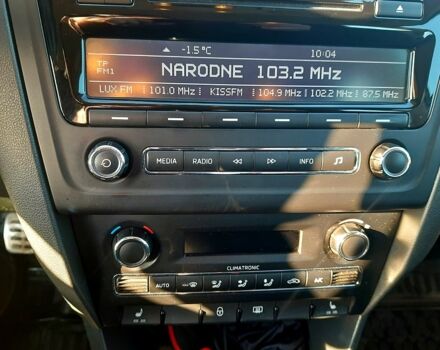 -1.5 °C 10:04
TP
FM1
NARODNE 103.2 MHz
LUX FM 101.0 MHz KISSFM 104.9 MHz 102.2 MHz 87.5 MHz
MEDIA RADIO INFO
CLIMATRONIC
AUTO